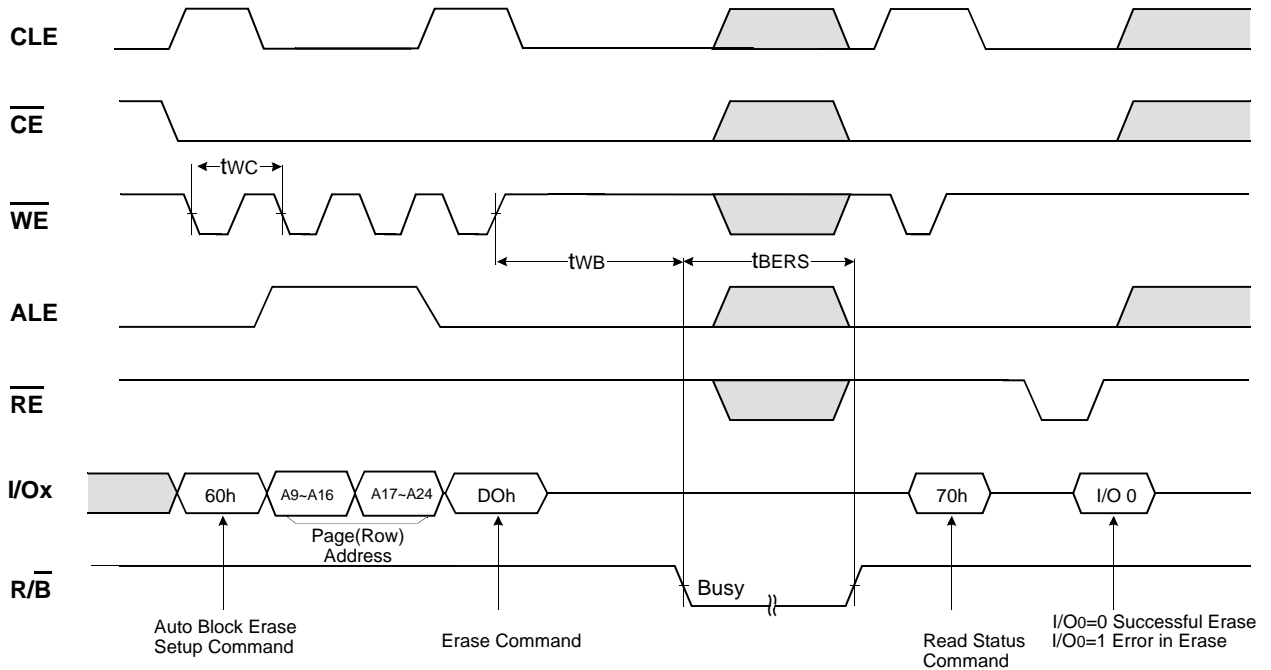 CLE
CE
tWC
WE
tWB
tBERS
ALE
RE
I/Ox
60h
A9~A16
A17~A24
DOh
70h
I/O 0
Page(Row)
Address
R/B
Busy
Auto Block Erase
Setup Command
Erase Command
Read Status
Command
I/O0=0 Successful Erase
I/O0=1 Error in Erase